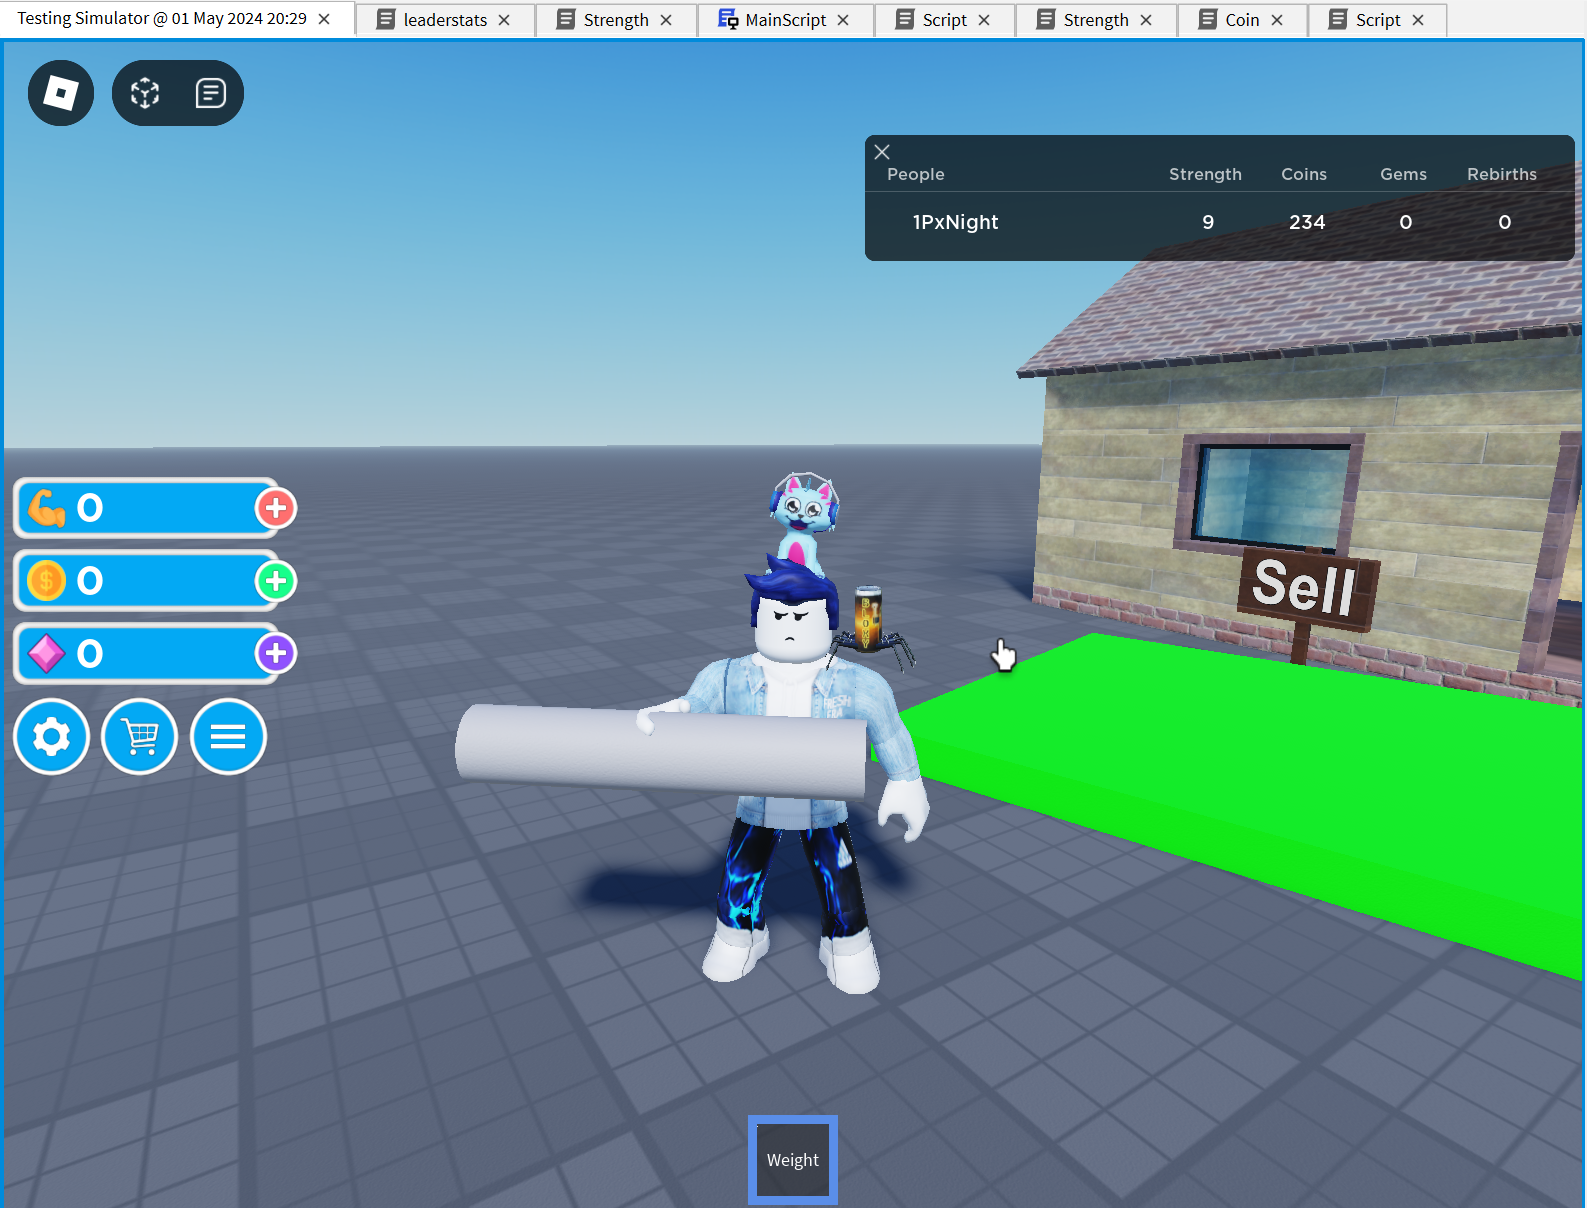 Testing Simulator @ 01 May 2024 20:29
leaderstats
Strength
MainScript
Script
Strength
Coin
Script
People Strength Coins Gems Rebirths
1PxNight 9 234 0 0
0
0
0
Sell
Weight